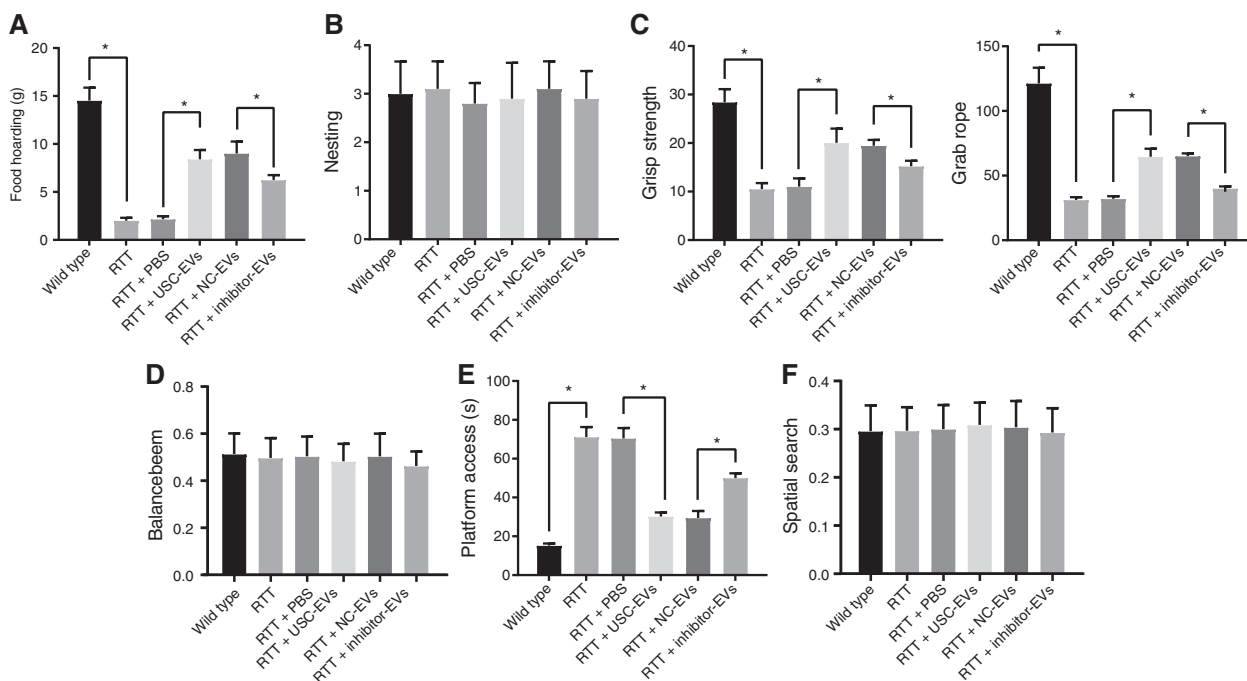 A
Food hoarding (g)
20
15
10
5
0
*
*
*
Wild type
RTT
RTT + PBS
RTT + USC-EVs
RTT + NC-EVs
RTT + inhibitor-EVs
B
Nesting
4
3
2
1
0
Wild type
RTT
RTT + PBS
RTT + USC-EVs
RTT + NC-EVs
RTT + inhibitor-EVs
C
Grisp strength
40
30
20
10
0
*
*
*
Wild type
RTT
RTT + PBS
RTT + USC-EVs
RTT + NC-EVs
RTT + inhibitor-EVs
Grab rope
150
100
50
0
*
*
*
Wild type
RTT
RTT + PBS
RTT + USC-EVs
RTT + NC-EVs
RTT + inhibitor-EVs
D
Balancebeem
0.8
0.6
0.4
0.2
0.0
Wild type
RTT
RTT + PBS
RTT + USC-EVs
RTT + NC-EVs
RTT + inhibitor-EVs
E
Platform access (s)
100
80
60
40
20
0
*
*
*
Wild type
RTT
RTT + PBS
RTT + USC-EVs
RTT + NC-EVs
RTT + inhibitor-EVs
F
Spatial search
0.4
0.3
0.2
0.1
0.0
Wild type
RTT
RTT + PBS
RTT + USC-EVs
RTT + NC-EVs
RTT + inhibitor-EVs